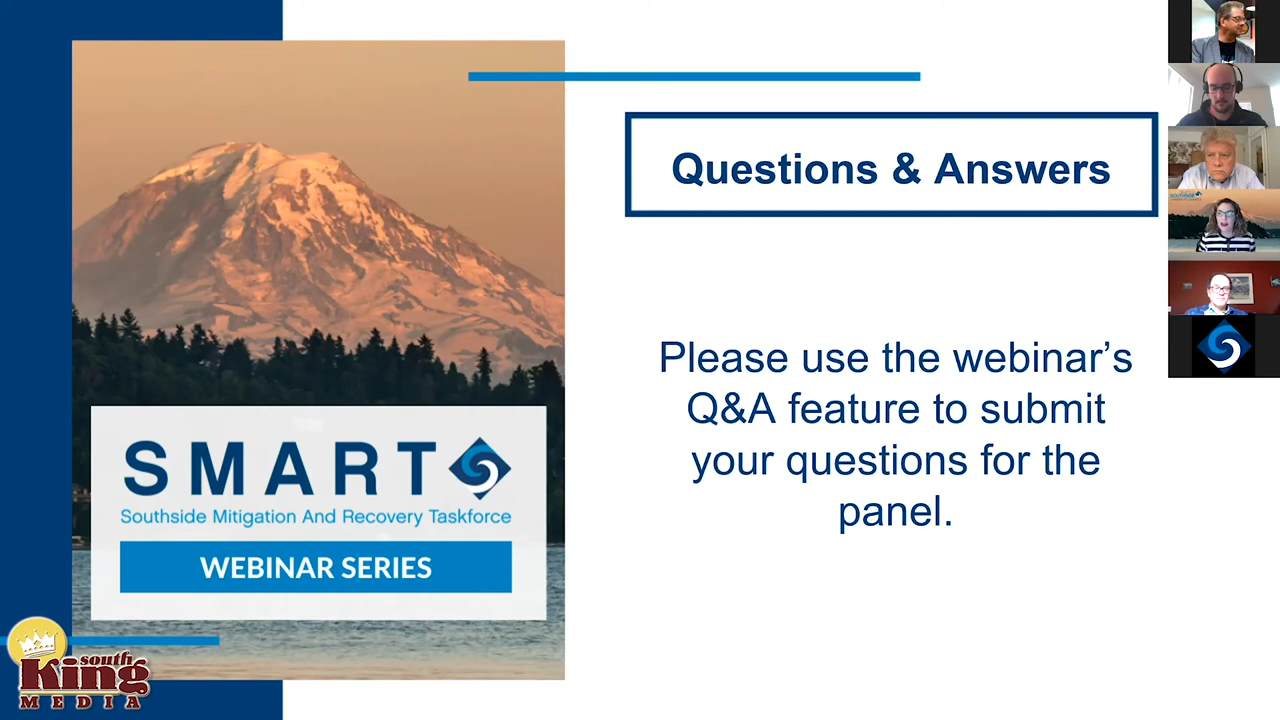 Questions & Answers
Please use the webinar’s
Q&A feature to submit
your questions for the
panel.
SMART
Southside Mitigation And Recovery Taskforce
WEBINAR SERIES
south
King
MEDIA